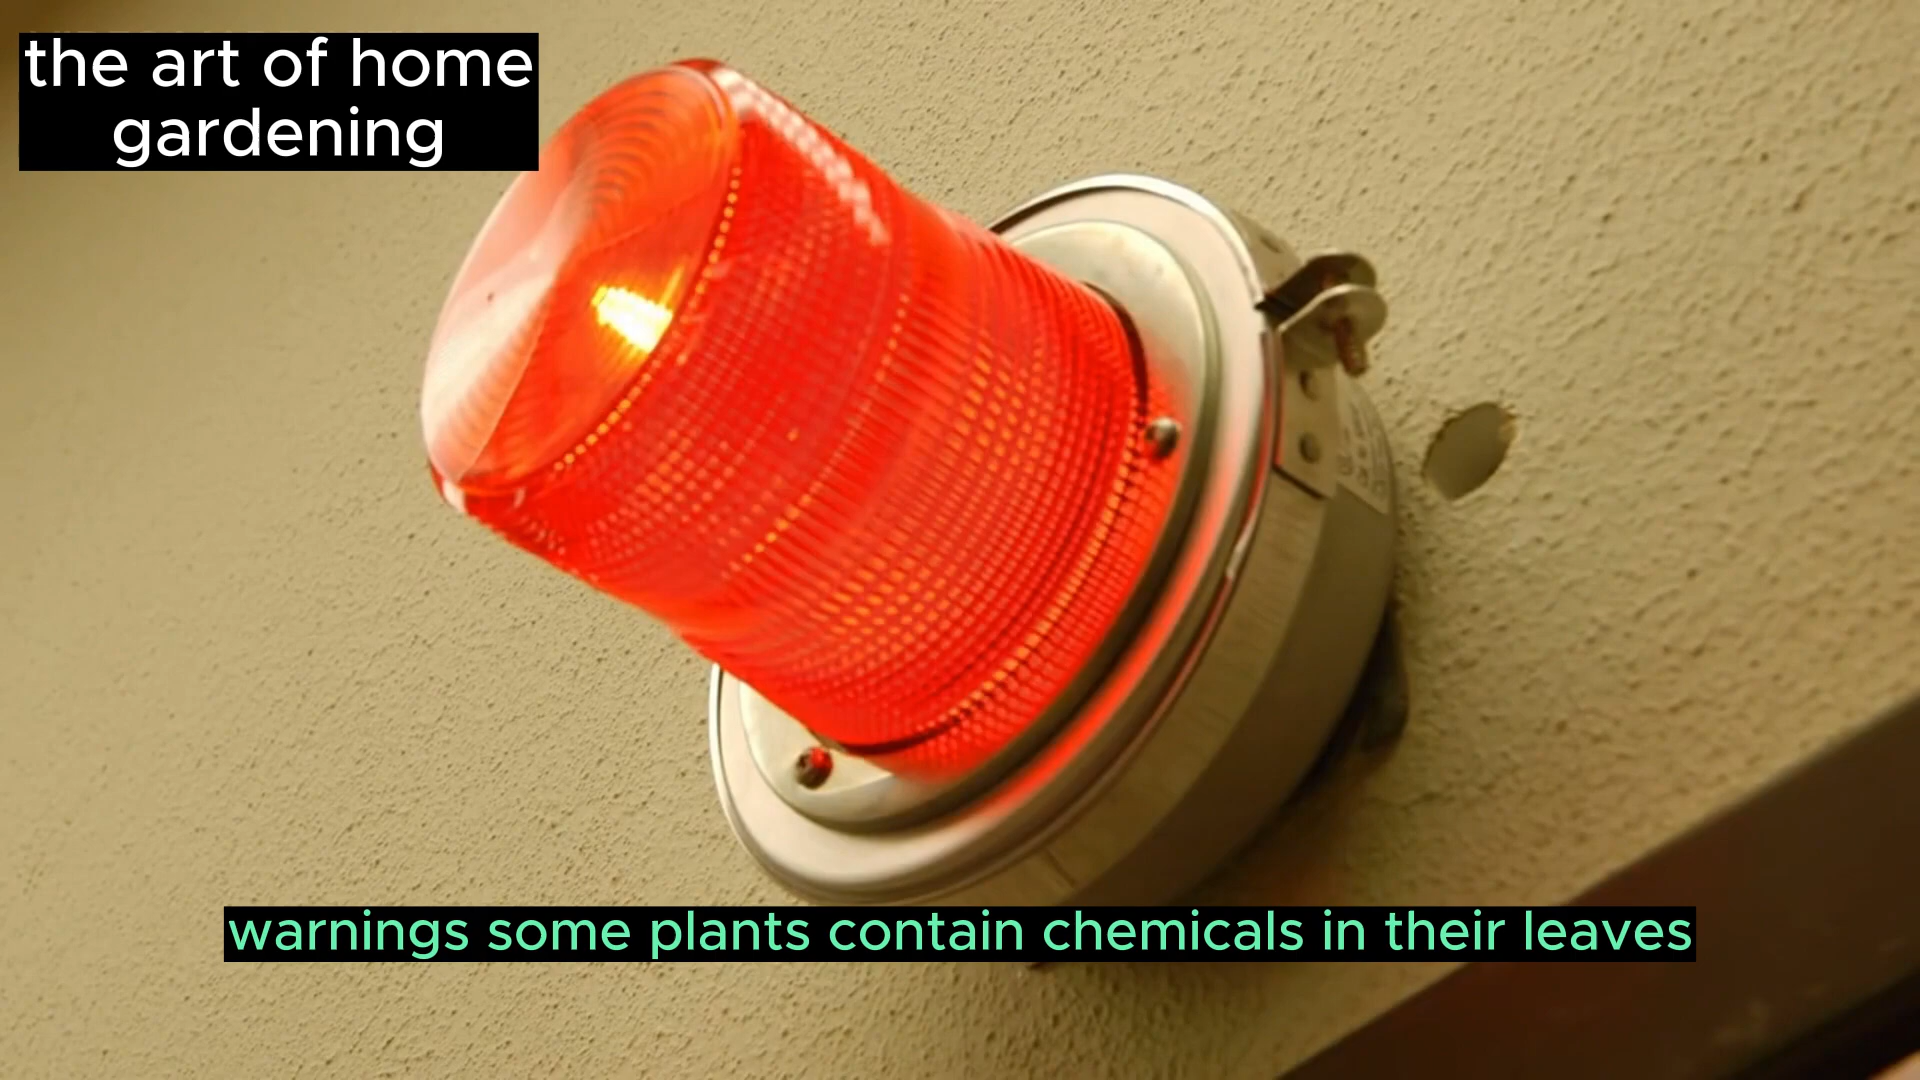 the art of home
gardening
warnings some plants contain chemicals in their leaves